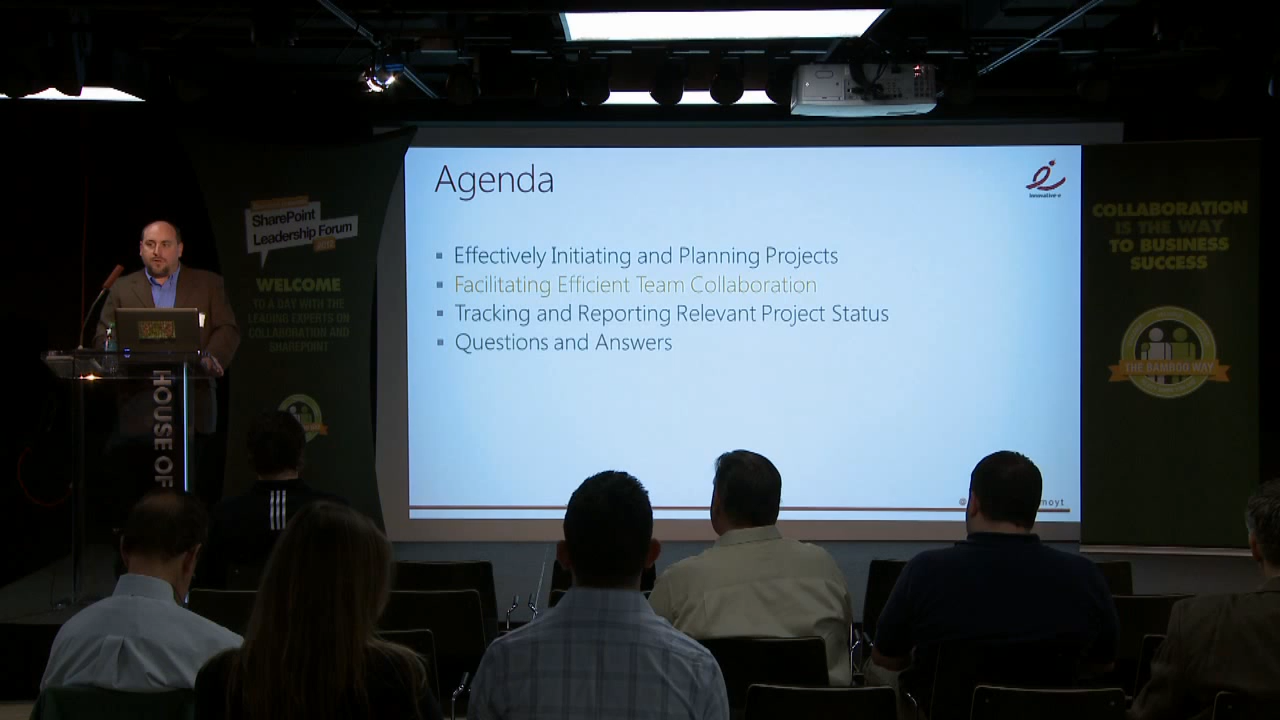 Agenda
innovative-e
Effectively Initiating and Planning Projects
Facilitating Efficient Team Collaboration
Tracking and Reporting Relevant Project Status
Questions and Answers
moyt
SharePoint
Leadership Forum
WELCOME
TO A DAY WITH THE
LEADING EXPERTS ON
COLLABORATION AND
SHAREPOINT
HOUSE OF
COLLABORATION
IS THE WAY
TO BUSINESS
SUCCESS
THE BAMBOO WAY